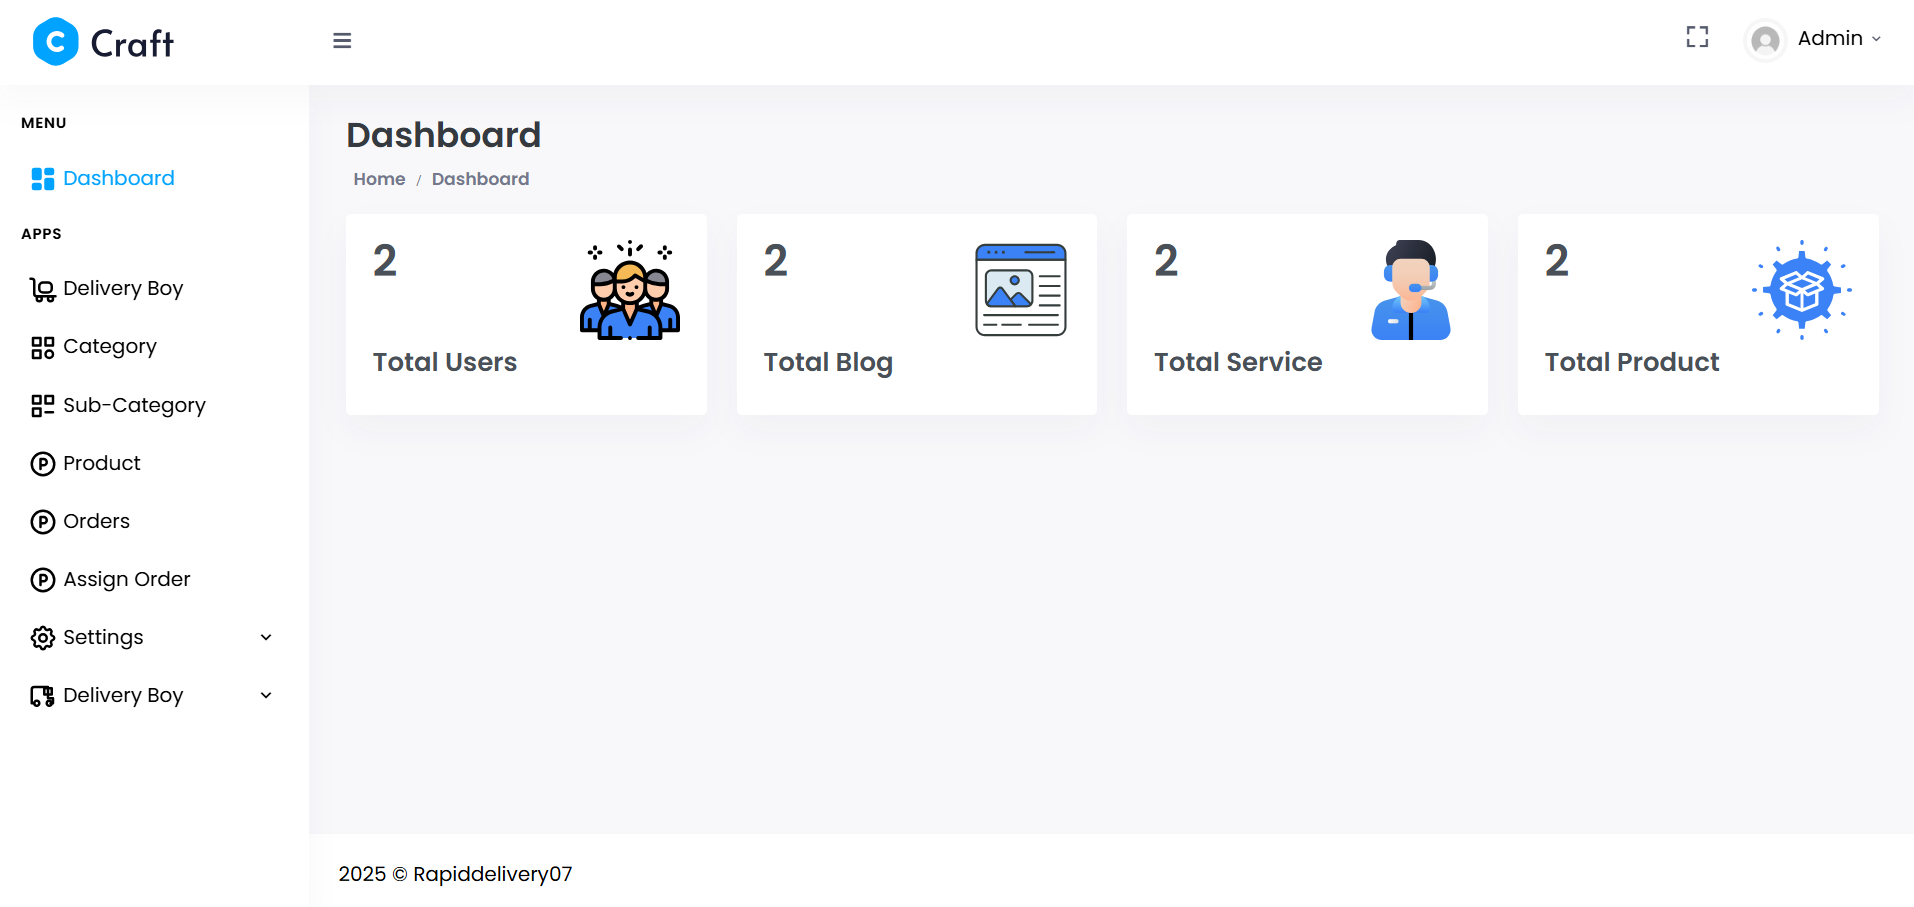 Craft
Admin
MENU
Dashboard
APPS
Delivery Boy
Category
Sub-Category
Product
Orders
Assign Order
Settings
Delivery Boy
Dashboard
Home / Dashboard
2
Total Users
2
Total Blog
2
Total Service
2
Total Product
2025 © Rapiddelivery07